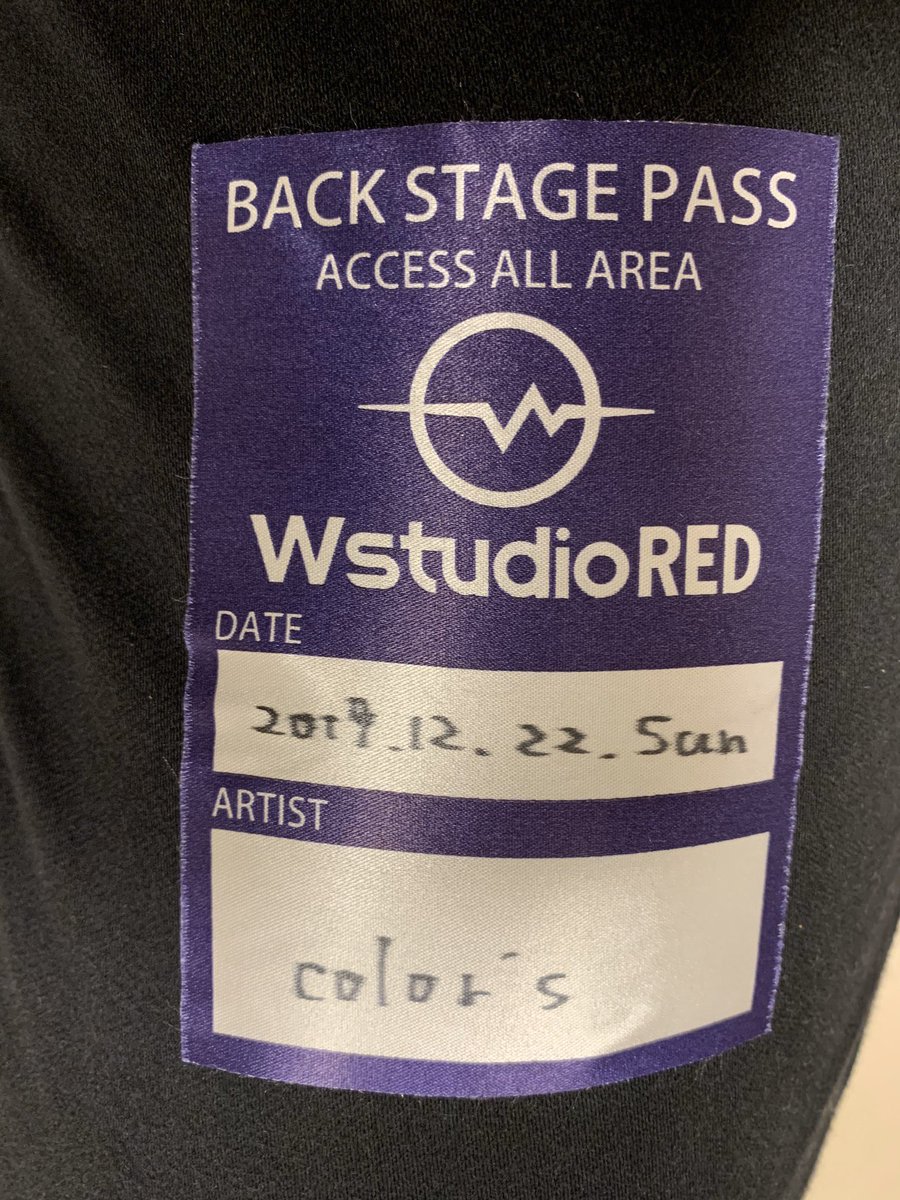 BACK STAGE PASS
ACCESS ALL AREA
W
WstudioRED
DATE
2019.12.22.Sun
ARTIST
color's